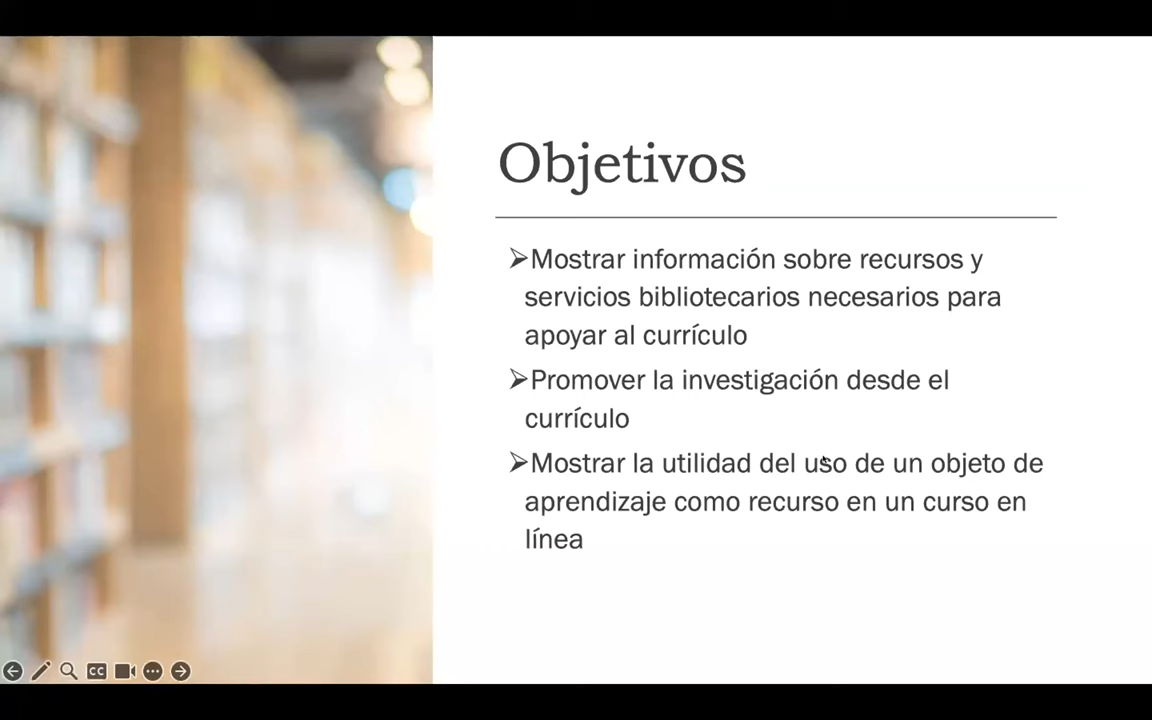 Objetivos
➢Mostrar información sobre recursos y
servicios bibliotecarios necesarios para
apoyar al currículo
➢Promover la investigación desde el
currículo
➢Mostrar la utilidad del uso de un objeto de
aprendizaje como recurso en un curso en
línea
CC